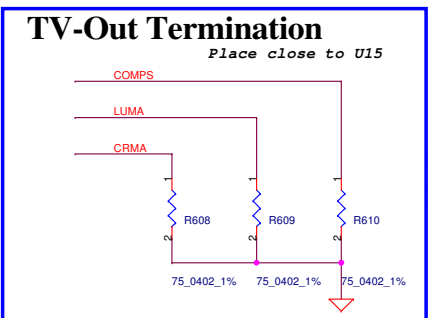 TV-Out Termination
Place close to U15
COMPS
LUMA
CRMA
1 1 1
R608 R609 R610
2 2 2
75_0402_1% 75_0402_1% 75_0402_1%